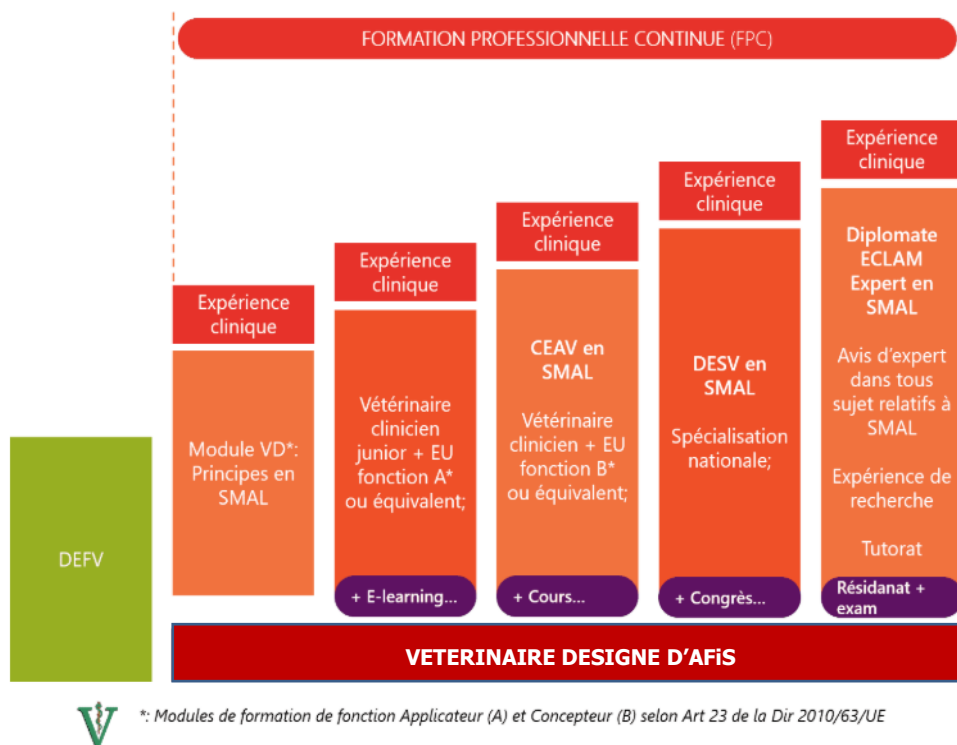 FORMATION PROFESSIONNELLE CONTINUE (FPC)
DEFV
Expérience
clinique
Module VD*:
Principes en
SMAL
Expérience
clinique
Vétérinaire
clinicien
junior + EU
fonction A*
ou équivalent;
+ E-learning...
Expérience
clinique
CEAV en
SMAL
Vétérinaire
clinicien + EU
fonction B*
ou équivalent;
+ Cours...
Expérience
clinique
DESV en
SMAL
Spécialisation
nationale;
+ Congrès...
Expérience
clinique
Diplomate
ECLAM
Expert en
SMAL
Avis d'expert
dans tous
sujet relatifs à
SMAL
Expérience de
recherche
Tutorat
Résidanat +
exam
VETERINAIRE DESIGNE D'AFiS
V
*: Modules de formation de fonction Applicateur (A) et Concepteur (B) selon Art 23 de la Dir 2010/63/UE